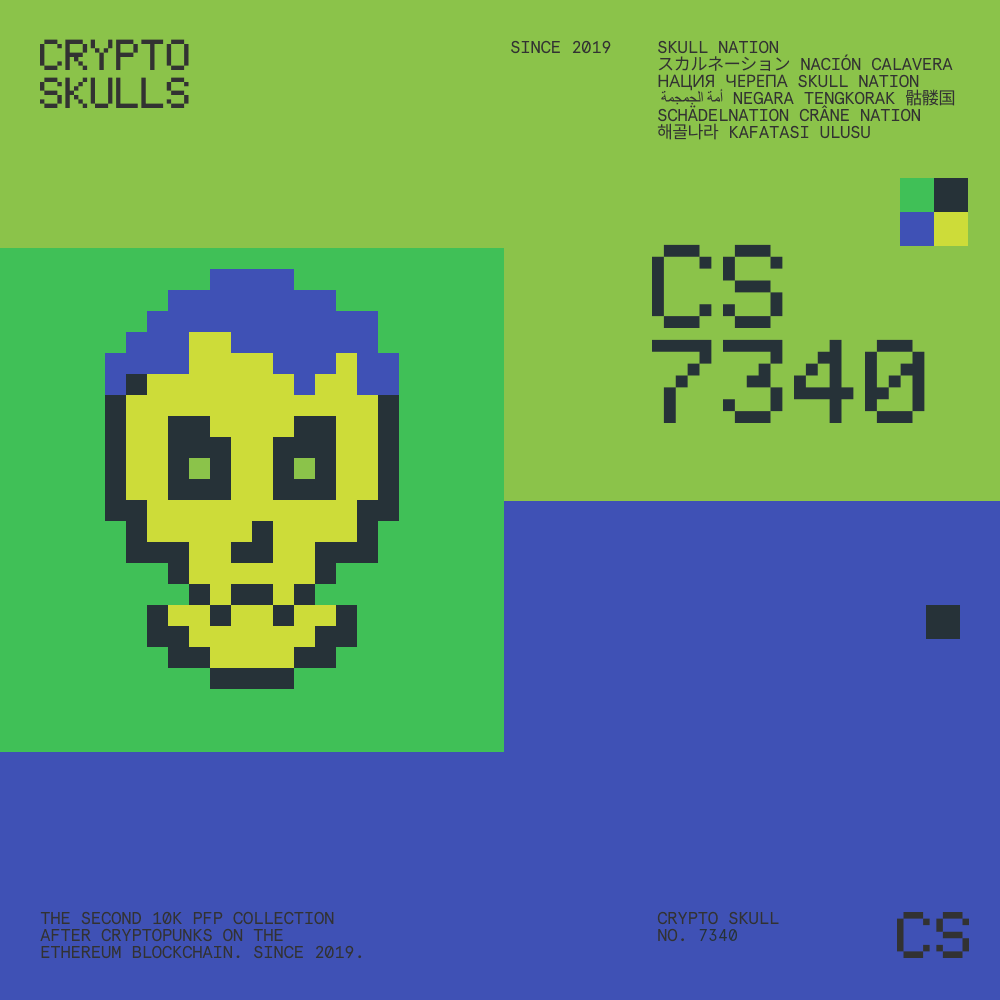 CRYPTO
SKULLS
SINCE 2019
SKULL NATION
スカルネーション NACIÓN CALAVERA
НАЦИЯ ЧЕРЕПА SKULL NATION
أمة الجمجمة NEGARA TENGKORAK 骷髅国
SCHÄDELNATION CRÂNE NATION
해골나라 KAFATASI ULUSU
CS
7340
THE SECOND 10K PFP COLLECTION
AFTER CRYPTOPUNKS ON THE
ETHEREUM BLOCKCHAIN. SINCE 2019.
CRYPTO SKULL
NO. 7340
CS